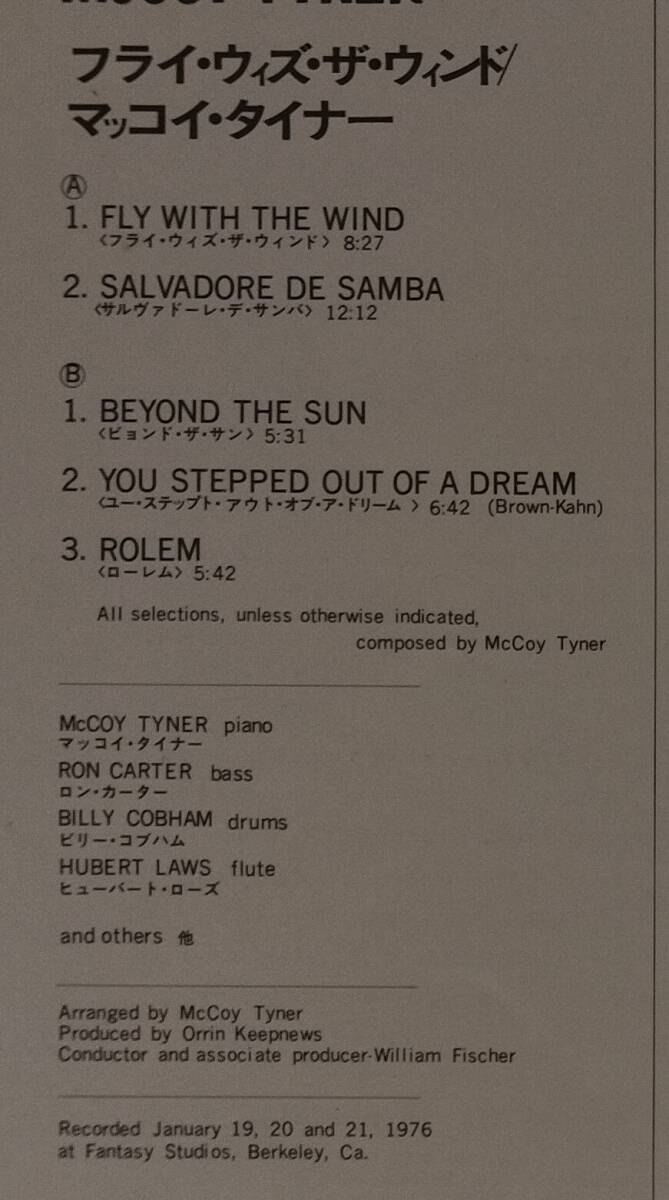 McCOY TYNER
フライ・ウィズ・ザ・ウィンド/
マッコイ・タイナー
Ⓐ
1. FLY WITH THE WIND
〈フライ・ウィズ・ザ・ウィンド〉 8:27
2. SALVADORE DE SAMBA
〈サルヴァドーレ・デ・サンバ〉 12:12
Ⓑ
1. BEYOND THE SUN
〈ビョンド・ザ・サン〉 5:31
2. YOU STEPPED OUT OF A DREAM
〈ユー・ステップト・アウト・オブ・ア・ドリーム〉 6:42 (Brown-Kahn)
3. ROLEM
〈ローレム〉 5:42
All selections, unless otherwise indicated,
composed by McCoy Tyner
McCOY TYNER piano
マッコイ・タイナー
RON CARTER bass
ロン・カーター
BILLY COBHAM drums
ビリー・コブハム
HUBERT LAWS flute
ヒューバート・ローズ
and others 他
Arranged by McCoy Tyner
Produced by Orrin Keepnews
Conductor and associate producer-William Fischer
Recorded January 19, 20 and 21, 1976
at Fantasy Studios, Berkeley, Ca.